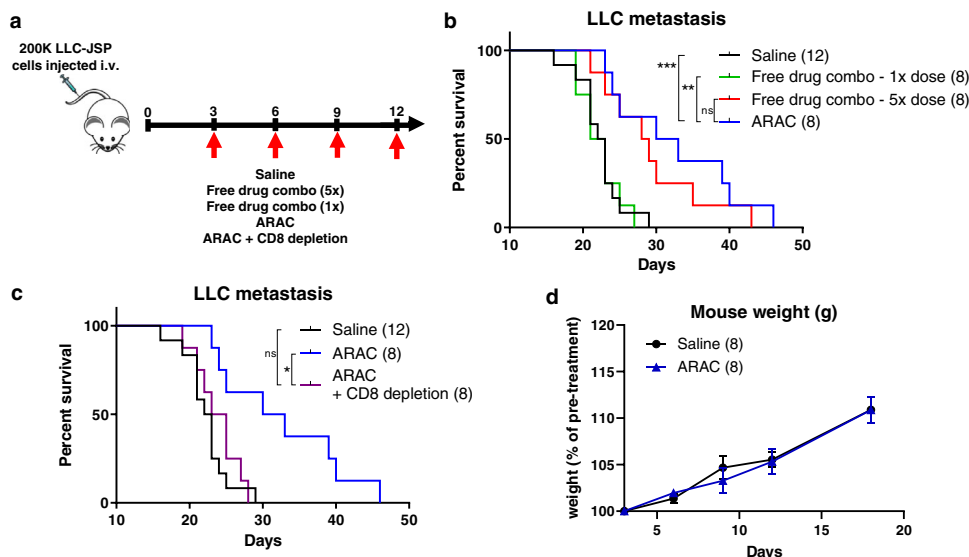 a
200K LLC-JSP
cells injected i.v.
0 3 6 9 12
Saline
Free drug combo (5x)
Free drug combo (1x)
ARAC
ARAC + CD8 depletion
b
LLC metastasis
Percent survival
100
50
0
10 20 30 40 50
Days
***
**
ns
Saline (12)
Free drug combo - 1x dose (8)
Free drug combo - 5x dose (8)
ARAC (8)
c
LLC metastasis
Percent survival
100
50
0
10 20 30 40 50
Days
ns
*
Saline (12)
ARAC (8)
ARAC
+ CD8 depletion (8)
d
Mouse weight (g)
weight (% of pre-treatment)
120
115
110
105
100
5 10 15 20
Days
Saline (8)
ARAC (8)